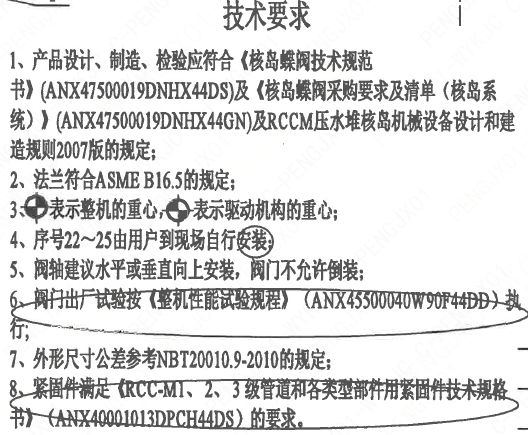 技术要求
1、产品设计、制造、检验应符合《核岛蝶阀技术规范
书》(ANX47500019DNHX44DS)及《核岛蝶阀采购要求及清单（核岛系
统）》(ANX47500019DNHX44GN)及RCCM压水堆核岛机械设备设计和建
造规则2007版的规定;
2、法兰符合ASME B16.5的规定;
3、表示整机的重心,表示驱动机构的重心;
4、序号22～25由用户到现场自行安装;
5、阀轴建议水平或垂直向上安装，阀门不允许倒装;
6、阀门出厂试验按《整机性能试验规程》（ANX45500040W90F44DD）执
行;
7、外形尺寸公差参考NBT20010.9-2010的规定;
8、紧固件满足《RCC-M1、2、3级管道和各类型部件用紧固件技术规格
书》（ANX40001013DPCH44DS）的要求。